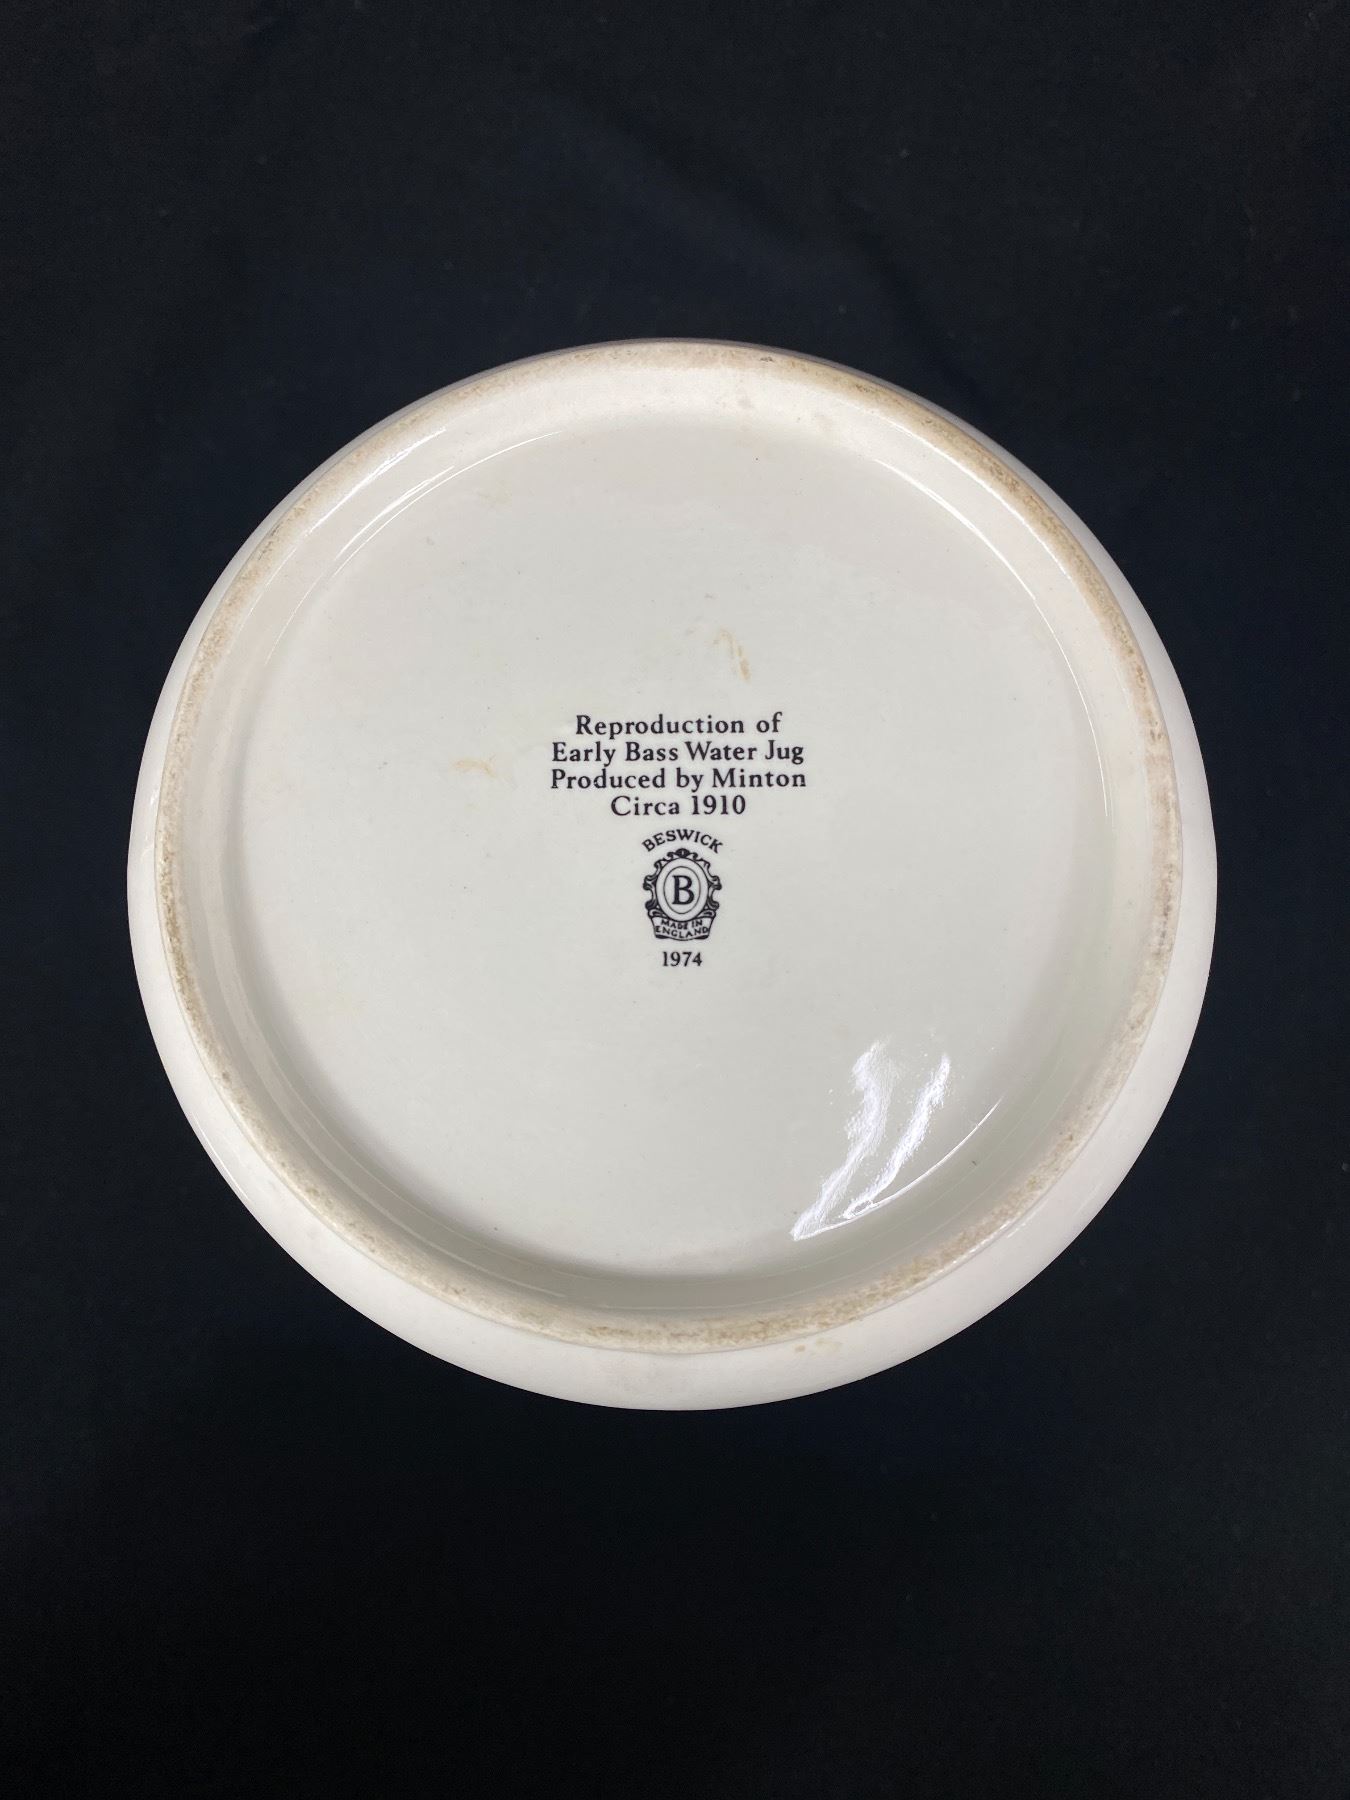 Reproduction of
Early Bass Water Jug
Produced by Minton
Circa 1910
BESWICK
B
MADE IN
ENGLAND
1974